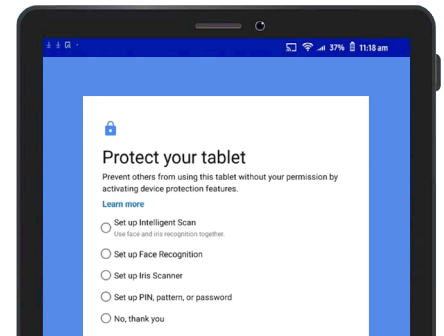 37% 11:18 am
Protect your tablet
Prevent others from using this tablet without your permission by
activating device protection features.
Learn more
Set up Intelligent Scan
Use face and iris recognition together.
Set up Face Recognition
Set up Iris Scanner
Set up PIN, pattern, or password
No, thank you